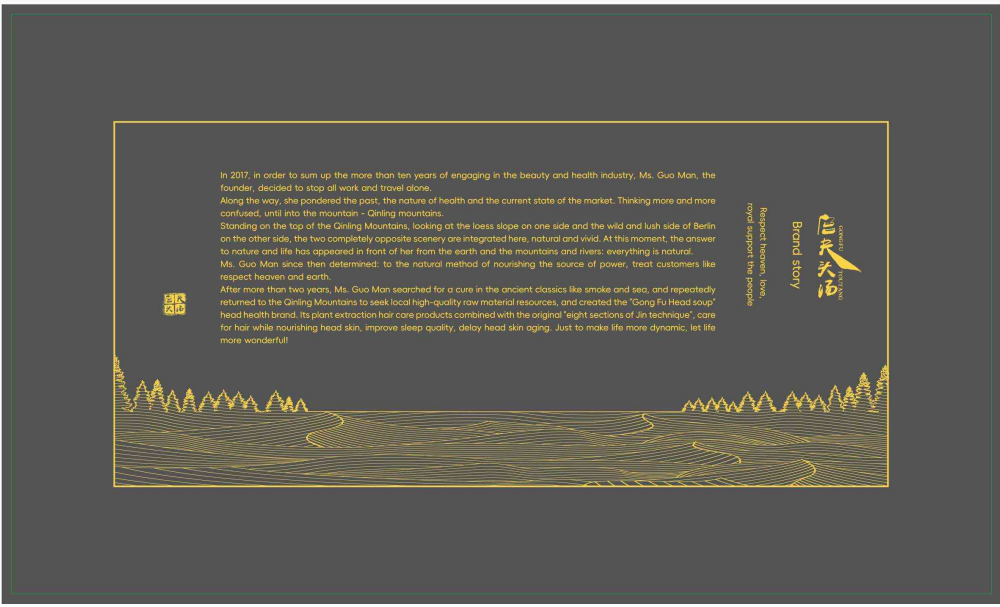 In 2017, in order to sum up the more than ten years of engaging in the beauty and health industry, Ms. Guo Man, the
founder, decided to stop all work and travel alone.
Along the way, she pondered the past, the nature of health and the current state of the market. Thinking more and more
confused, until into the mountain - Qinling mountains.
Standing on the top of the Qinling Mountains, looking at the loess slope on one side and the wild and lush side of Berlin
on the other side, the two completely opposite scenery are integrated here, natural and vivid. At this moment, the answer
to nature and life has appeared in front of her from the earth and the mountains and rivers: everything is natural.
Ms. Guo Man since then determined: to the natural method of nourishing the source of power, treat customers like
respect heaven and earth.
After more than two years, Ms. Guo Man searched for a cure in the ancient classics like smoke and sea, and repeatedly
returned to the Qinling Mountains to seek local high-quality raw material resources, and created the "Gong Fu Head soup"
head health brand. Its plant extraction hair care products combined with the original "eight sections of Jin technique", care
for hair while nourishing head skin, improve sleep quality, delay head skin aging. Just to make life more dynamic, let life
more wonderful!
Respect heaven, love,
royal support the people
Brand story
夫头汤
GONGFU
TOUTANG